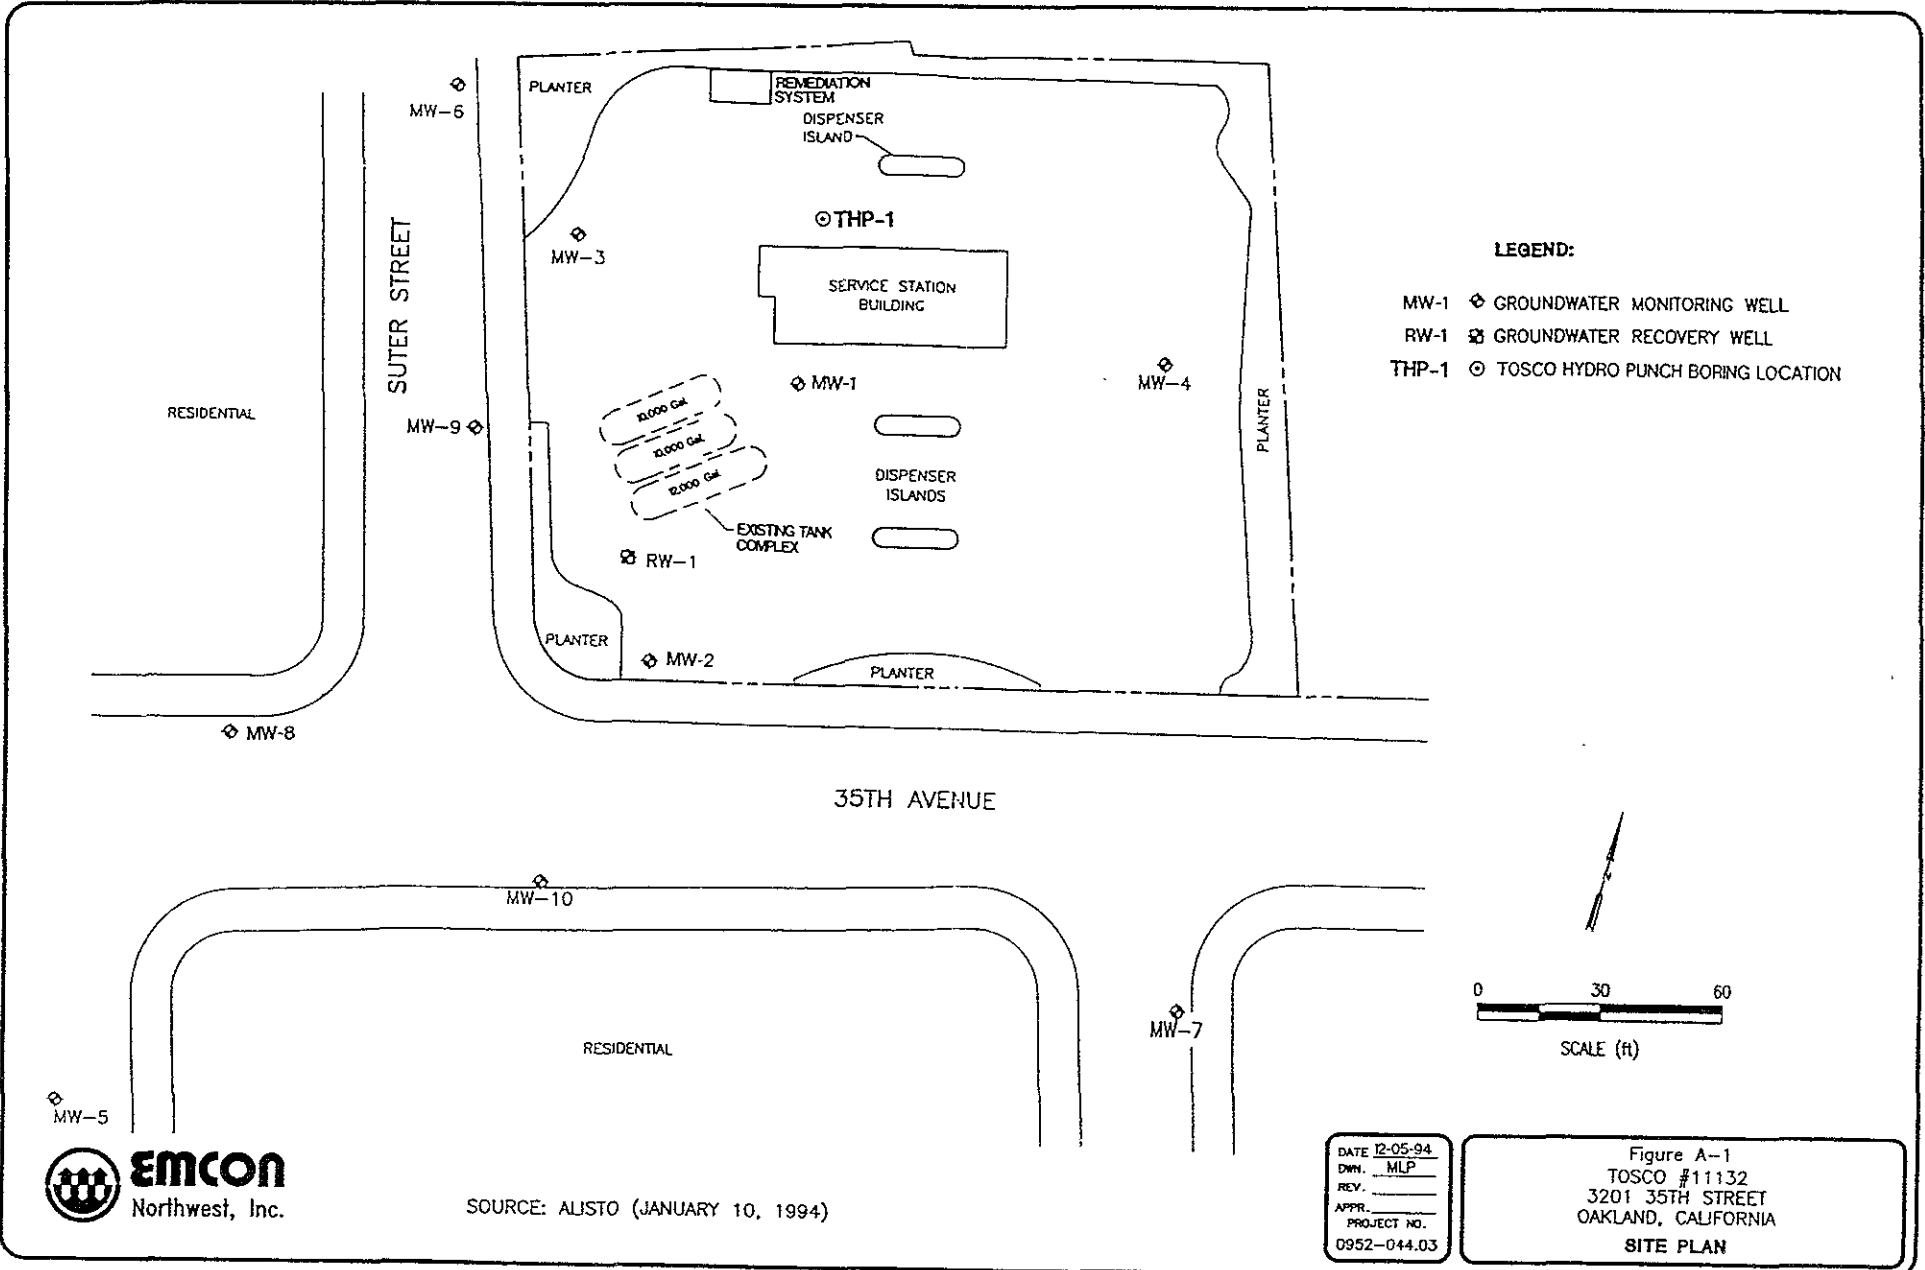 PLANTER
REMEDIATION
SYSTEM
DISPENSER
ISLAND
MW-6
THP-1
MW-3
SUTER STREET
SERVICE STATION
BUILDING
LEGEND:
MW-1 GROUNDWATER MONITORING WELL
RW-1 GROUNDWATER RECOVERY WELL
THP-1 TOSCO HYDRO PUNCH BORING LOCATION
MW-1
MW-4
PLANTER
RESIDENTIAL
MW-9
10,000 Gal.
10,000 Gal.
12,000 Gal.
DISPENSER
ISLANDS
EXISTING TANK
COMPLEX
RW-1
PLANTER
MW-2
PLANTER
MW-8
35TH AVENUE
MW-10
N
0 30 60
SCALE (ft)
MW-7
RESIDENTIAL
MW-5
EMCON
Northwest, Inc.
SOURCE: ALISTO (JANUARY 10, 1994)
DATE 12-05-94
DWN. MLP
REV.
APPR.
PROJECT NO.
0952-044.03
Figure A-1
TOSCO #11132
3201 35TH STREET
OAKLAND, CALIFORNIA
SITE PLAN